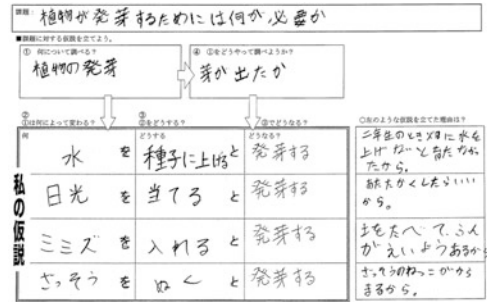 課題: 植物が発芽するためには何が必要か
■課題に対する仮説を立てよう。
① 何について調べる?
植物の発芽
④ ①をどうやって調べようか?
芽が出たか
②
①は何によって変わる?
③
②をどうする?
②でどうなる?
○左のような仮説を立てた理由は?
私の仮説
何 どうする どうなる?
水 を 種子に上げる と 発芽する
二年生のとき 水を
上げないと育たなかっ
たから。
日光 を 当てる と 発芽する
あたたかくしたらいい
から。
ミミズ を 入れる と 発芽する
土をたべて、ふん
がえいようあるから
ざっそう を ぬく と 発芽する
ざっそうのねっこがから
まるから。